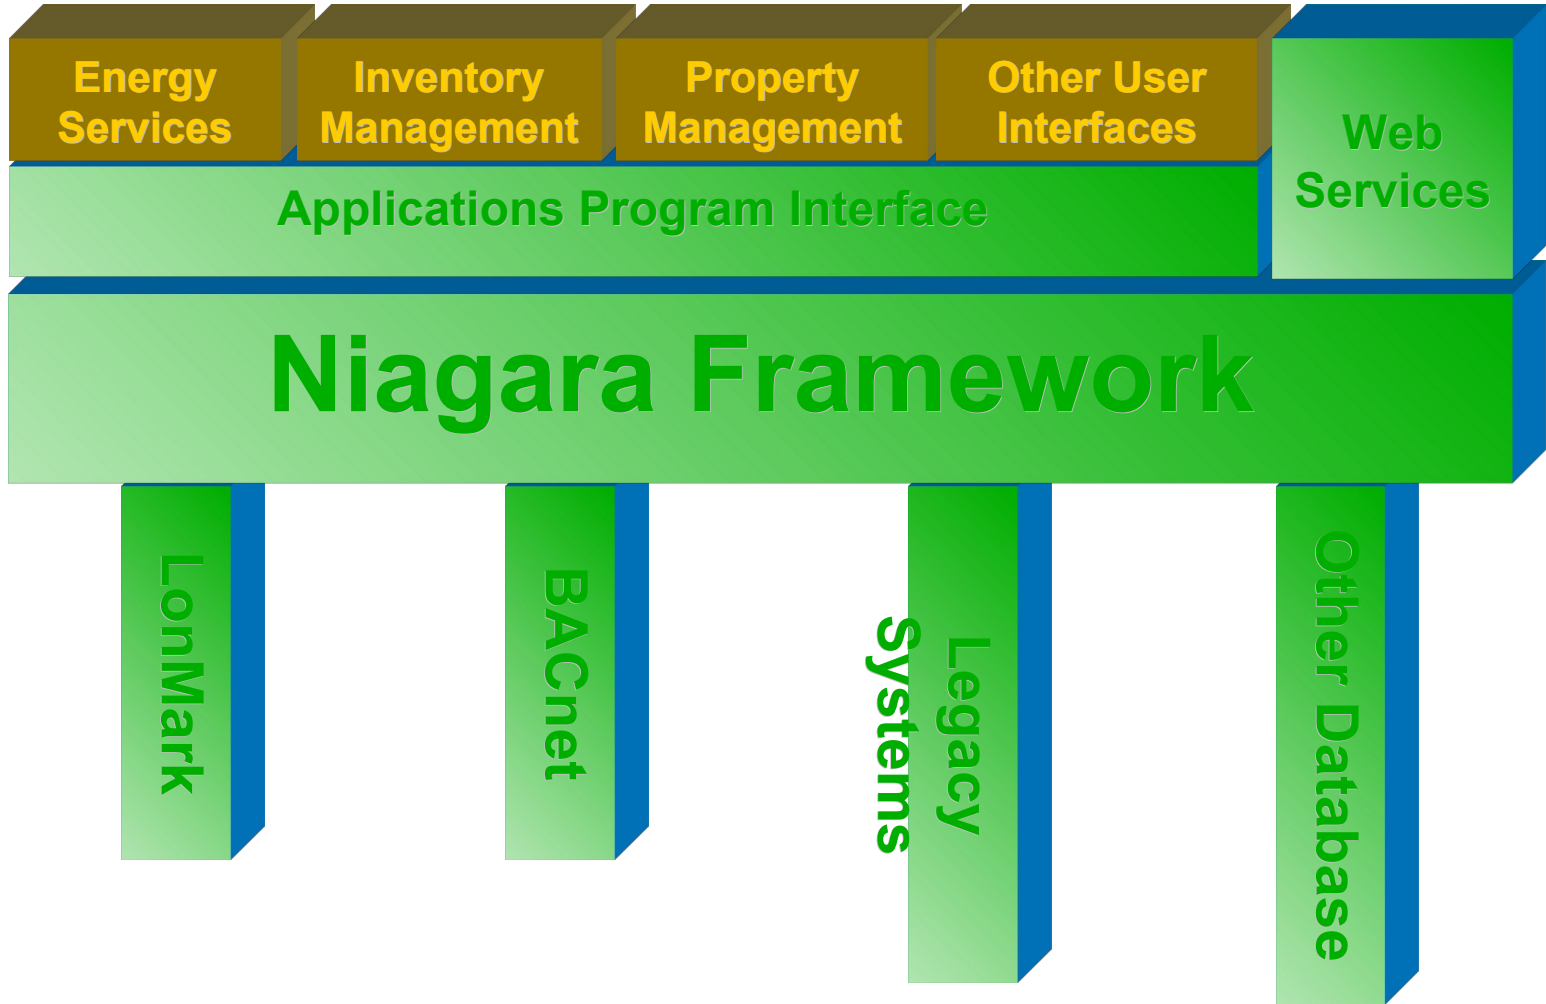 Energy
Services
Inventory
Management
Property
Management
Other User
Interfaces
Web
Services
Applications Program Interface
Niagara Framework
LonMark
BACnet
Legacy
Systems
Other Database